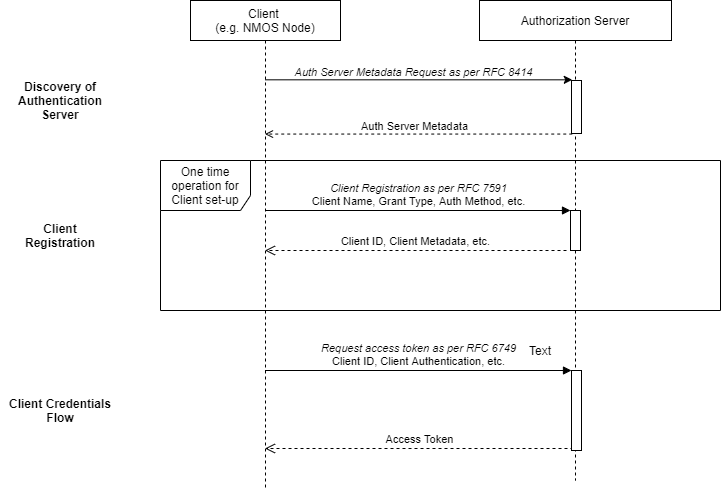 Client
(e.g. NMOS Node)
Authorization Server
Auth Server Metadata Request as per RFC 8414
Discovery of
Authentication
Server
Auth Server Metadata
One time
operation for
Client set-up
Client Registration as per RFC 7591
Client Name, Grant Type, Auth Method, etc.
Client
Registration
Client ID, Client Metadata, etc.
Request access token as per RFC 6749
Text
Client ID, Client Authentication, etc.
Client Credentials
Flow
Access Token